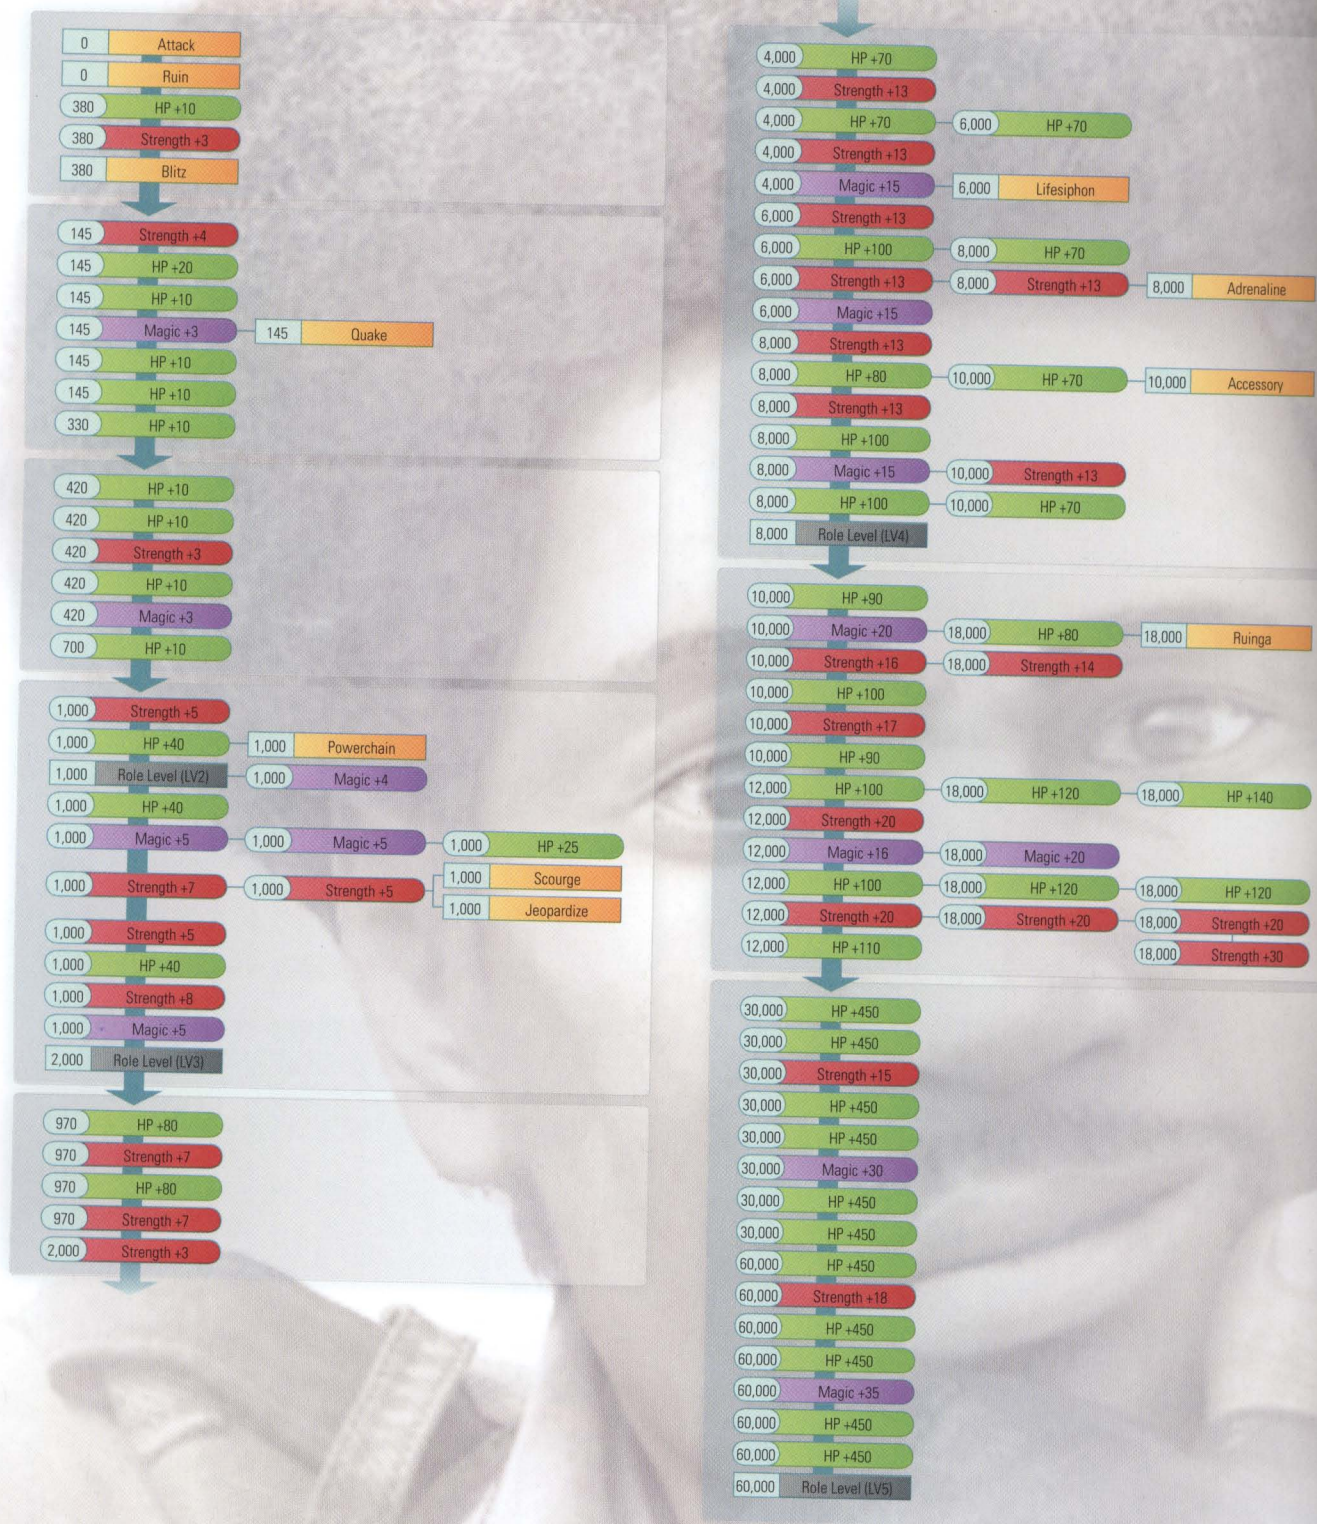 0 Attack
0 Ruin
380 HP +10
380 Strength +3
380 Blitz
145 Strength +4
145 HP +20
145 HP +10
145 Magic +3 145 Quake
145 HP +10
145 HP +10
330 HP +10
420 HP +10
420 HP +10
420 Strength +3
420 HP +10
420 Magic +3
700 HP +10
1,000 Strength +5
1,000 HP +40 1,000 Powerchain
1,000 Role Level (LV2) 1,000 Magic +4
1,000 HP +40
1,000 Magic +5 1,000 Magic +5 1,000 HP +25
1,000 Scourge
1,000 Strength +7 1,000 Strength +5
1,000 Jeopardize
1,000 Strength +5
1,000 HP +40
1,000 Strength +8
1,000 Magic +5
2,000 Role Level (LV3)
970 HP +80
970 Strength +7
970 HP +80
970 Strength +7
2,000 Strength +3
4,000 HP +70
4,000 Strength +13
4,000 HP +70 6,000 HP +70
4,000 Strength +13
4,000 Magic +15 6,000 Lifesiphon
6,000 Strength +13
6,000 HP +100 8,000 HP +70
6,000 Strength +13 8,000 Strength +13 8,000 Adrenaline
6,000 Magic +15
8,000 Strength +13
8,000 HP +80 10,000 HP +70 10,000 Accessory
8,000 Strength +13
8,000 HP +100
8,000 Magic +15 10,000 Strength +13
8,000 HP +100 10,000 HP +70
8,000 Role Level (LV4)
10,000 HP +90
10,000 Magic +20 18,000 HP +80 18,000 Ruinga
10,000 Strength +16 18,000 Strength +14
10,000 HP +100
10,000 Strength +17
10,000 HP +90
12,000 HP +100 18,000 HP +120 18,000 HP +140
12,000 Strength +20
12,000 Magic +16 18,000 Magic +20
12,000 HP +100 18,000 HP +120 18,000 HP +120
12,000 Strength +20 18,000 Strength +20 18,000 Strength +20
12,000 HP +110 18,000 Strength +30
30,000 HP +450
30,000 HP +450
30,000 Strength +15
30,000 HP +450
30,000 HP +450
30,000 Magic +30
30,000 HP +450
30,000 HP +450
60,000 HP +450
60,000 Strength +18
60,000 HP +450
60,000 HP +450
60,000 Magic +35
60,000 HP +450
60,000 HP +450
60,000 Role Level (LV5)